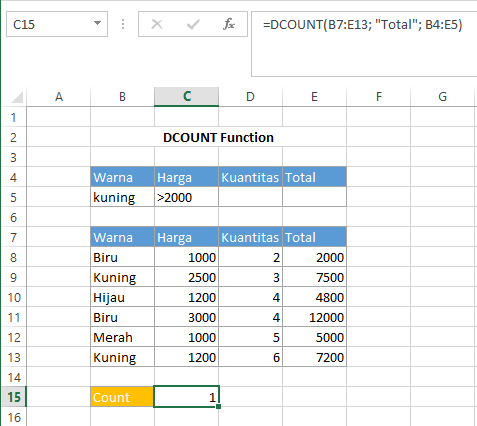 C15 fx =DCOUNT(B7:E13; "Total"; B4:E5)
A B C D E F G
1
2 DCOUNT Function
3
4 Warna Harga Kuantitas Total
5 kuning >2000
6
7 Warna Harga Kuantitas Total
8 Biru 1000 2 2000
9 Kuning 2500 3 7500
10 Hijau 1200 4 4800
11 Biru 3000 4 12000
12 Merah 1000 5 5000
13 Kuning 1200 6 7200
14
15 Count 1
16